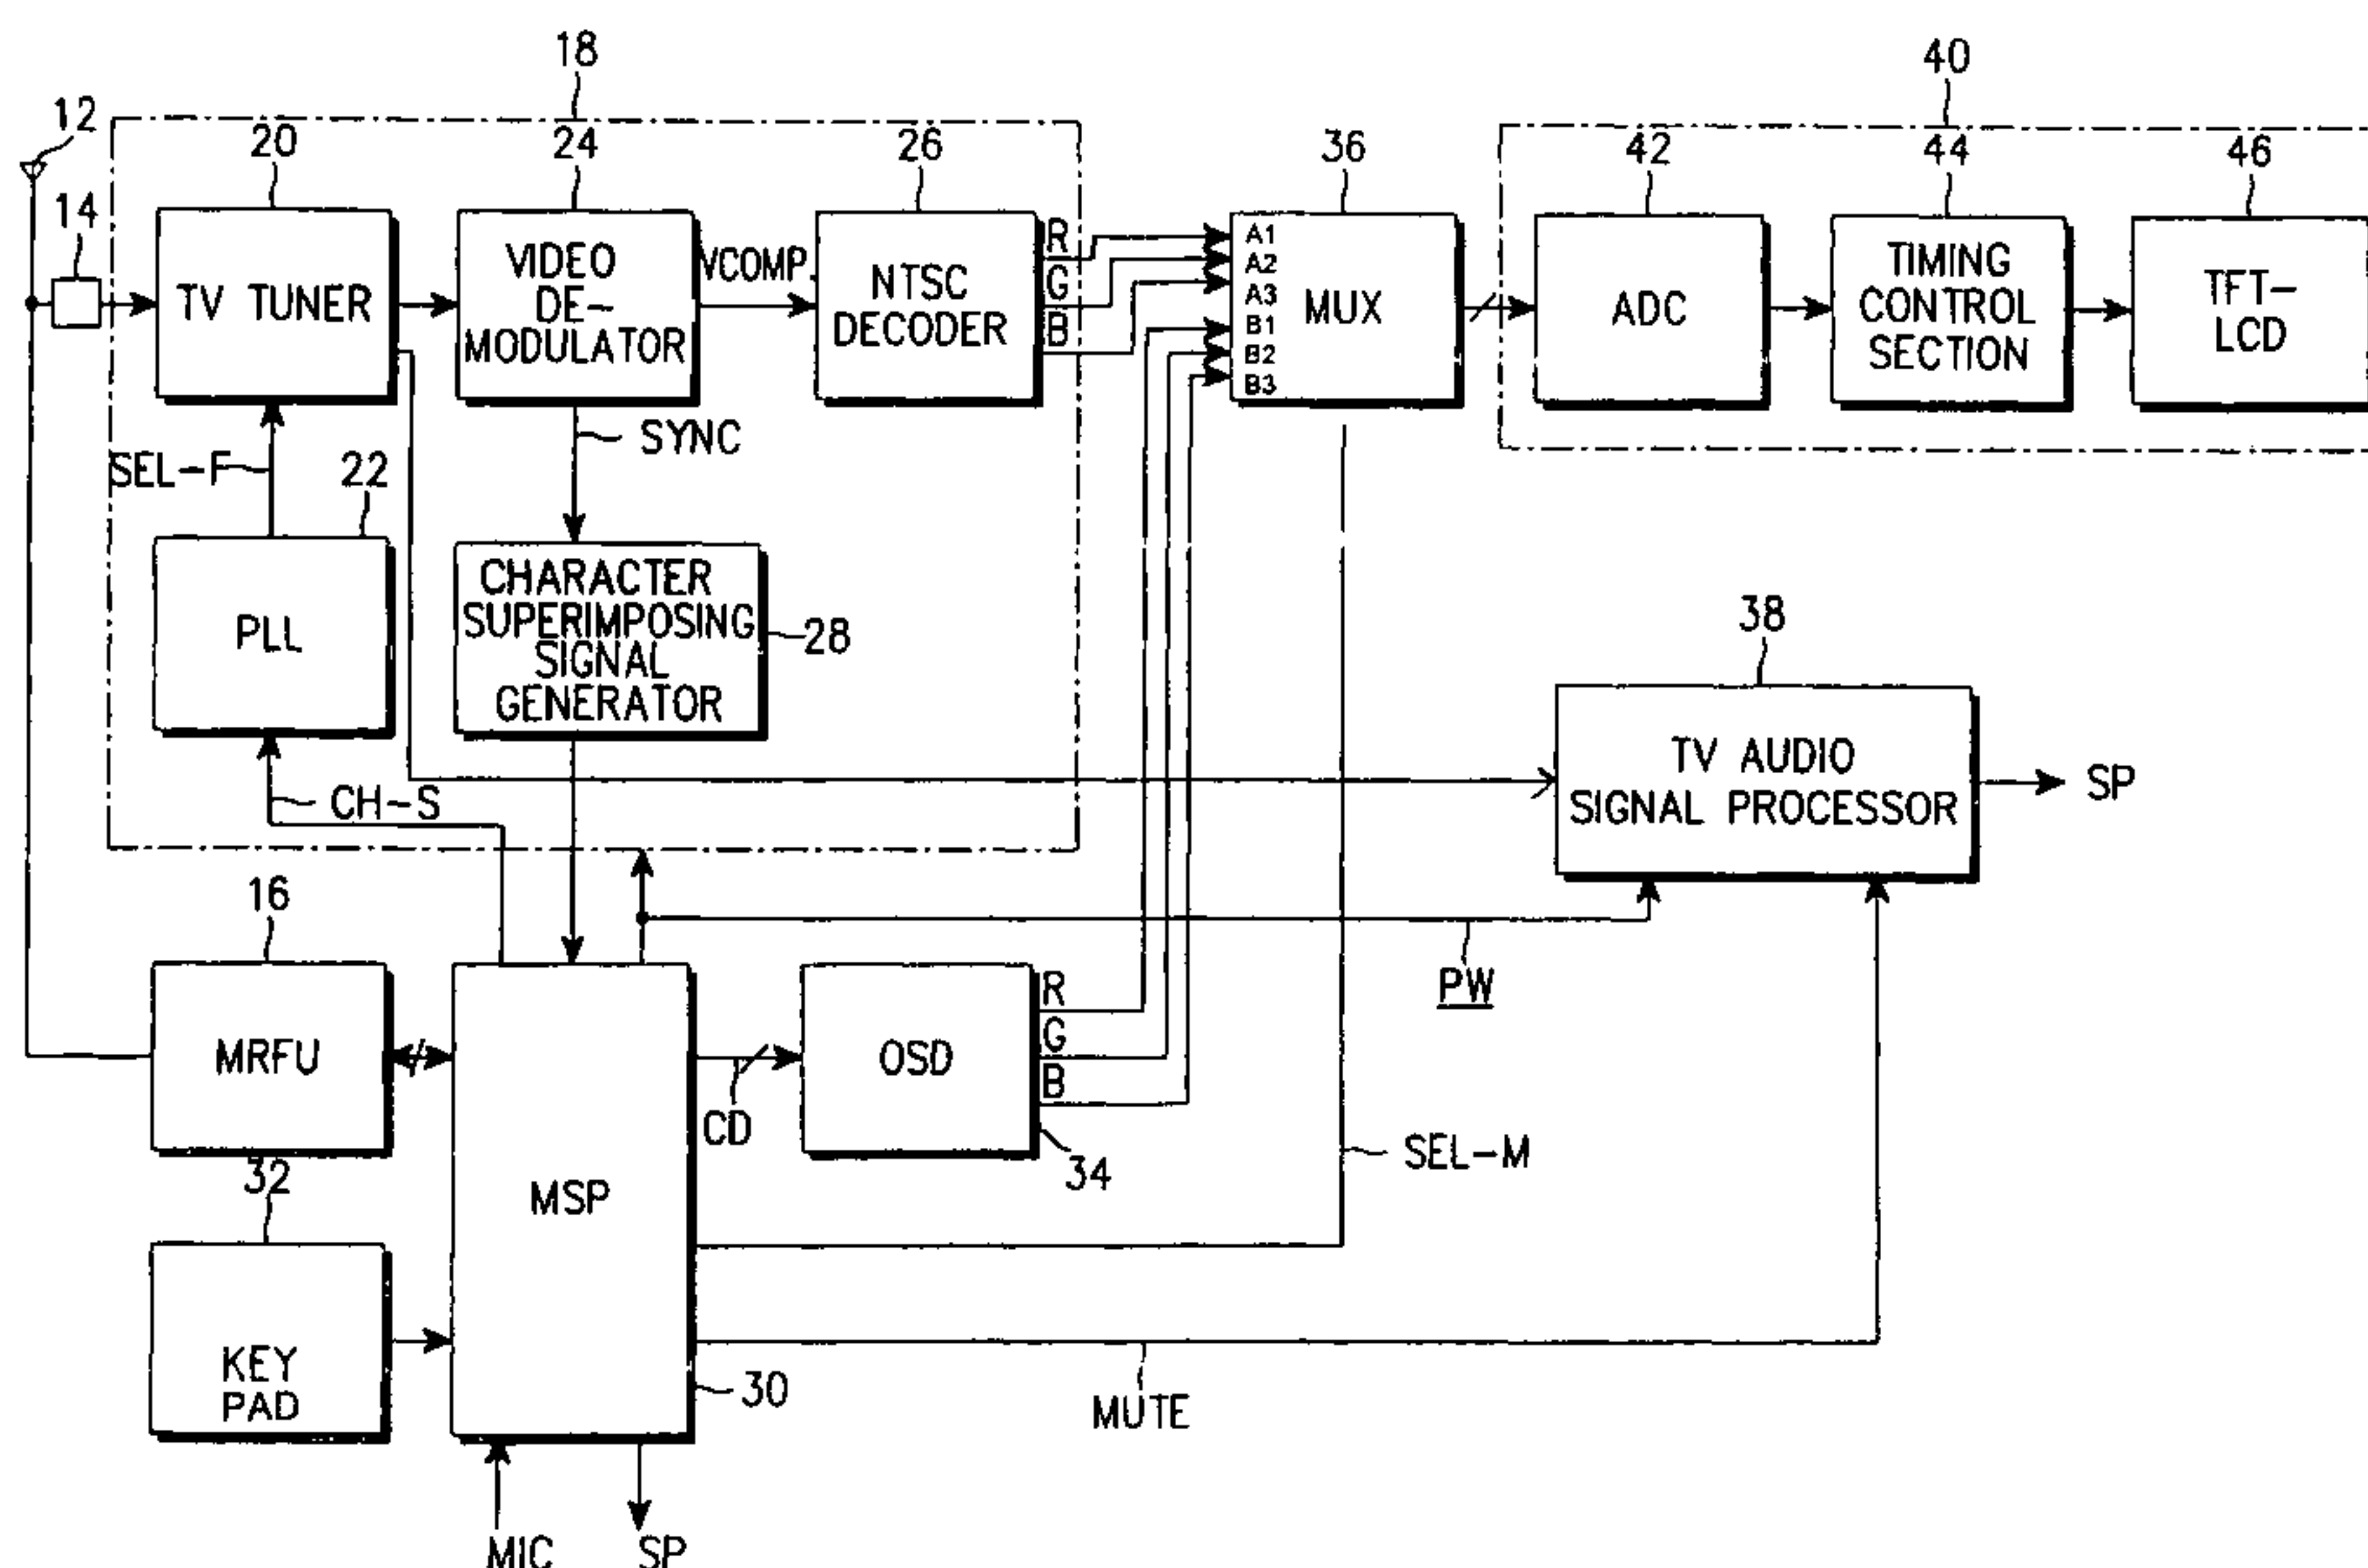 18
40
12
20
24
26
36
42
44
46
14
TV TUNER
VIDEO
DE-
MODULATOR
VCOMP
NTSC
DECODER
R
G
B
A1
A2
A3
B1
B2
B3
MUX
ADC
TIMING
CONTROL
SECTION
TFT-
LCD
SEL-F
22
SYNC
PLL
CHARACTER
SUPERIMPOSING
SIGNAL
GENERATOR
28
38
TV AUDIO
SIGNAL PROCESSOR
SP
CH-S
16
MRFU
MSP
CD
OSD
R
G
B
34
PW
SEL-M
32
KEY
PAD
30
MUTE
MIC
SP